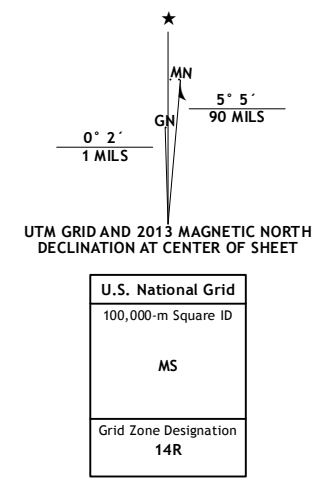 MN
5° 5´
90 MILS
GN
0° 2´
1 MILS
UTM GRID AND 2013 MAGNETIC NORTH
DECLINATION AT CENTER OF SHEET
U.S. National Grid
100,000-m Square ID
MS
Grid Zone Designation
14R